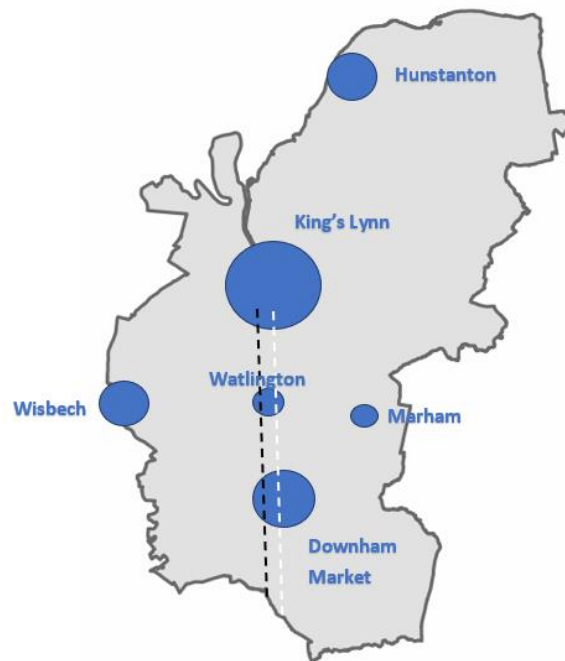 Hunstanton
King's Lynn
Watlington
Wisbech
Marham
Downham
Market